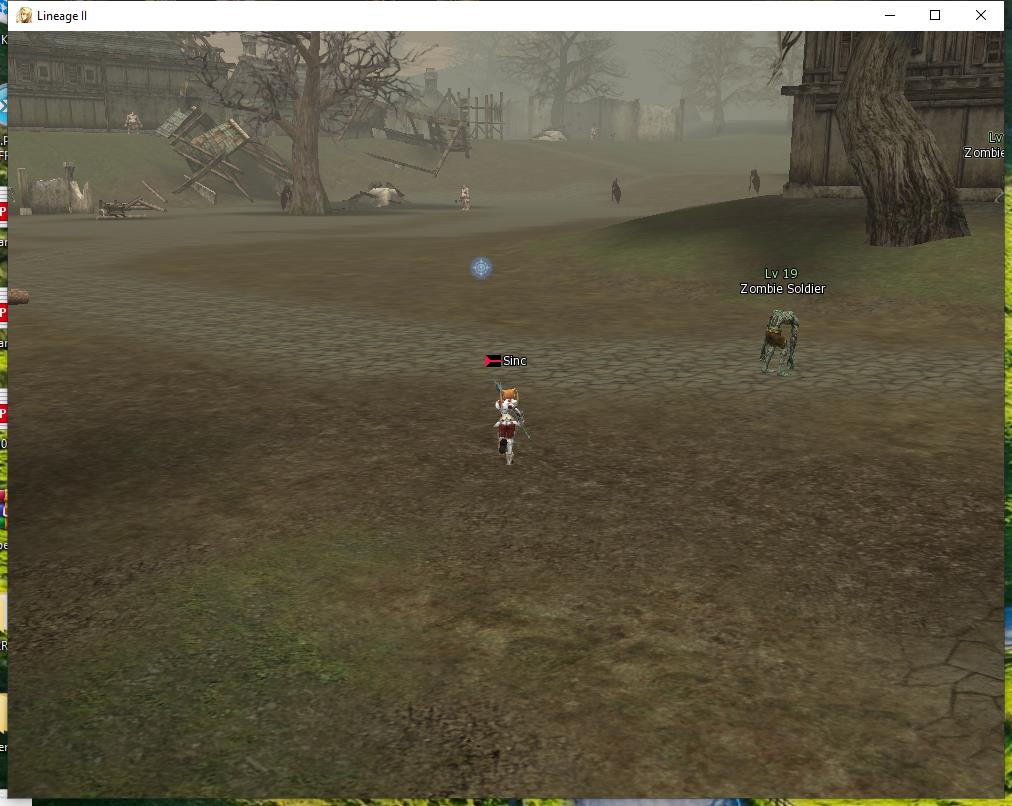 Lineage II
Lv
Zombie
Lv 19
Zombie Soldier
Sinc